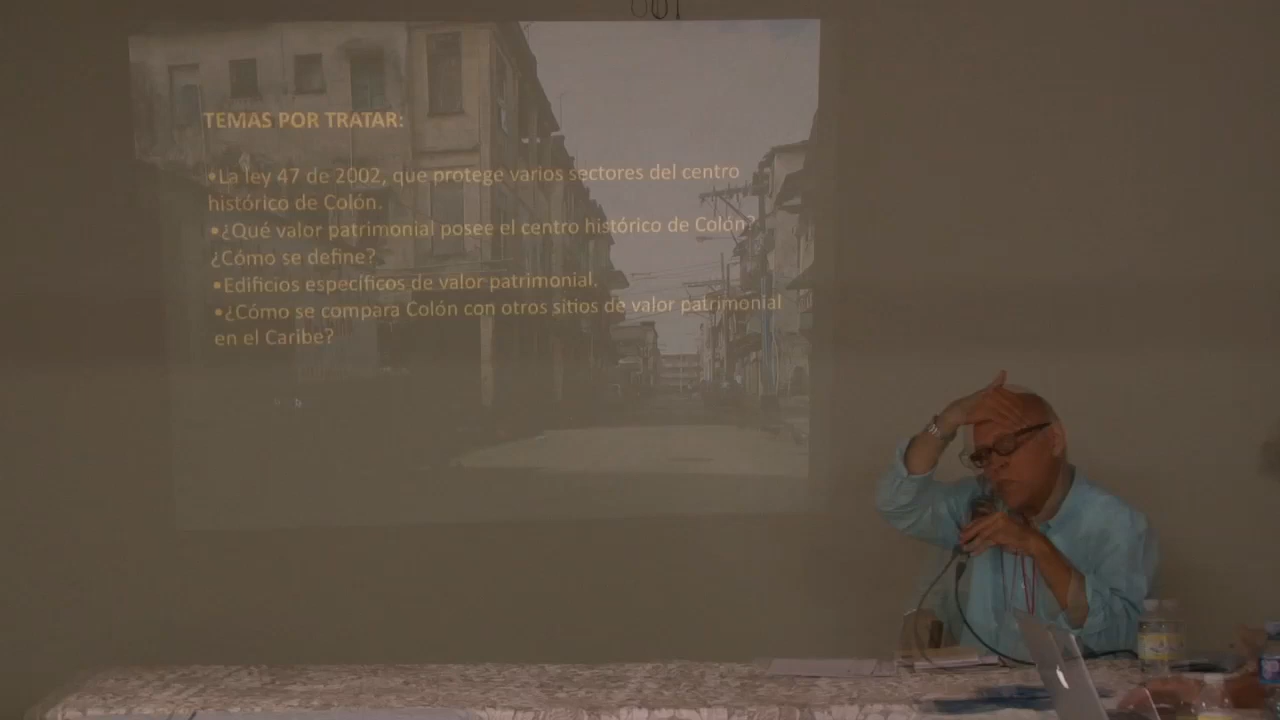 TEMAS POR TRATAR:
•La ley 47 de 2002, que protege varios sectores del centro
histórico de Colón.
•¿Qué valor patrimonial posee el centro histórico de Colón?
¿Cómo se define?
•Edificios específicos de valor patrimonial.
•¿Cómo se compara Colón con otros sitios de valor patrimonial
en el Caribe?